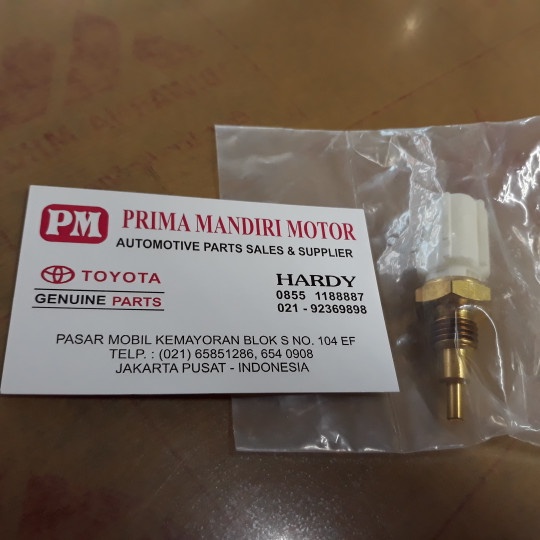 PM PRIMA MANDIRI MOTOR
AUTOMOTIVE PARTS SALES & SUPPLIER
TOYOTA
GENUINE PARTS
HARDY
0855 1188887
021 - 92369898
PASAR MOBIL KEMAYORAN BLOK S NO. 104 EF
TELP. : (021) 65851286, 654 0908
JAKARTA PUSAT - INDONESIA